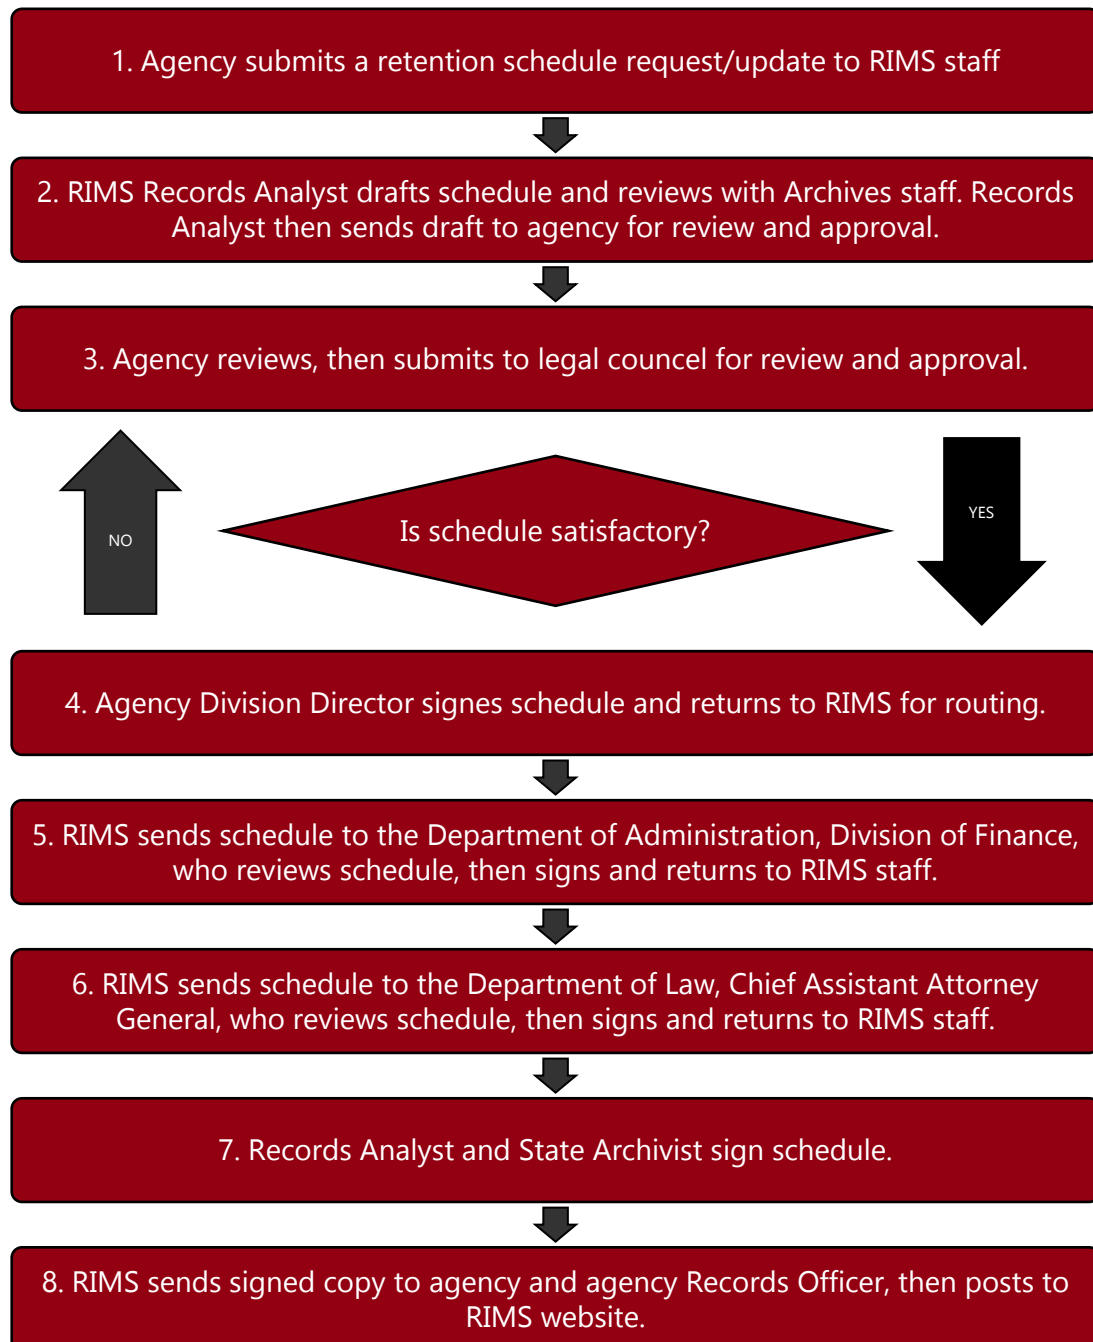 1. Agency submits a retention schedule request/update to RIMS staff
2. RIMS Records Analyst drafts schedule and reviews with Archives staff. Records
Analyst then sends draft to agency for review and approval.
3. Agency reviews, then submits to legal councel for review and approval.
NO
Is schedule satisfactory?
YES
4. Agency Division Director signes schedule and returns to RIMS for routing.
5. RIMS sends schedule to the Department of Administration, Division of Finance,
who reviews schedule, then signs and returns to RIMS staff.
6. RIMS sends schedule to the Department of Law, Chief Assistant Attorney
General, who reviews schedule, then signs and returns to RIMS staff.
7. Records Analyst and State Archivist sign schedule.
8. RIMS sends signed copy to agency and agency Records Officer, then posts to
RIMS website.